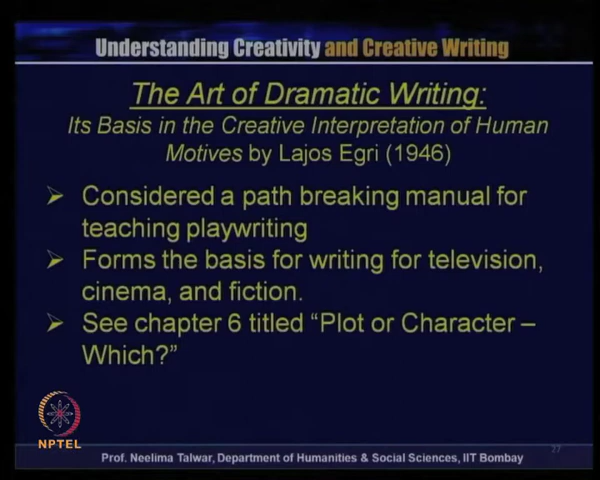 Understanding Creativity and Creative Writing
The Art of Dramatic Writing:
Its Basis in the Creative Interpretation of Human
Motives by Lajos Egri (1946)
Considered a path breaking manual for
teaching playwriting
Forms the basis for writing for television,
cinema, and fiction.
See chapter 6 titled “Plot or Character –
Which?”
NPTEL
77
Prof. Neelima Talwar, Department of Humanities & Social Sciences, IIT Bombay